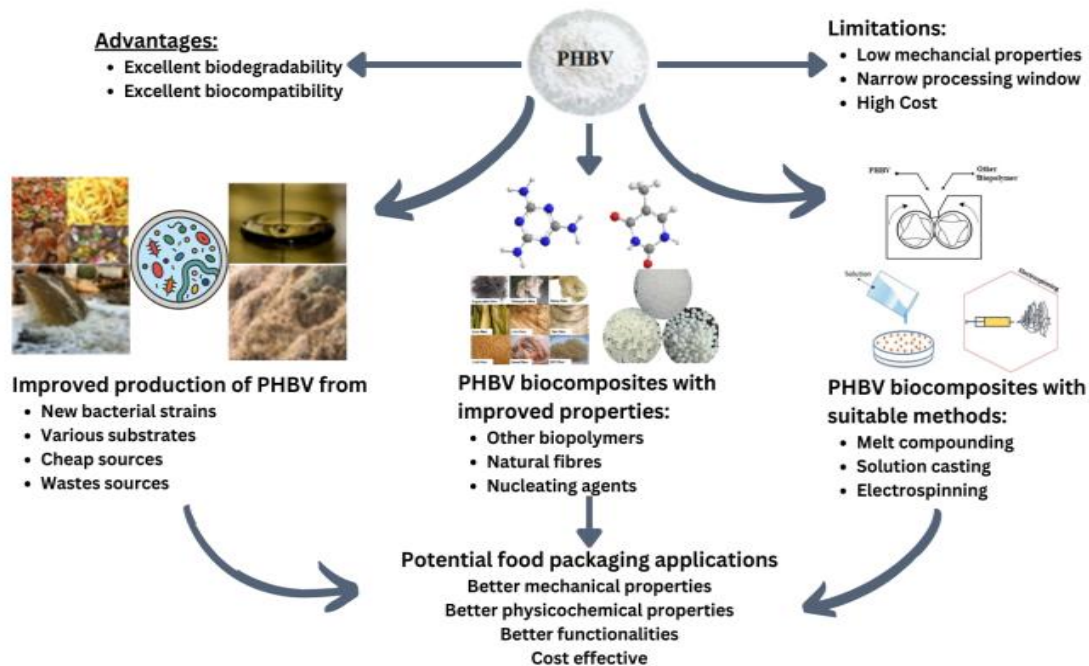 Advantages:
• Excellent biodegradability
• Excellent biocompatibility
PHBV
Limitations:
• Low mechancial properties
• Narrow processing window
• High Cost
PHBV
Other
Biopolymer
Solution
Electrospinning
Improved production of PHBV from
• New bacterial strains
• Various substrates
• Cheap sources
• Wastes sources
PHBV biocomposites with
improved properties:
• Other biopolymers
• Natural fibres
• Nucleating agents
PHBV biocomposites with
suitable methods:
• Melt compounding
• Solution casting
• Electrospinning
Potential food packaging applications
Better mechanical properties
Better physicochemical properties
Better functionalities
Cost effective